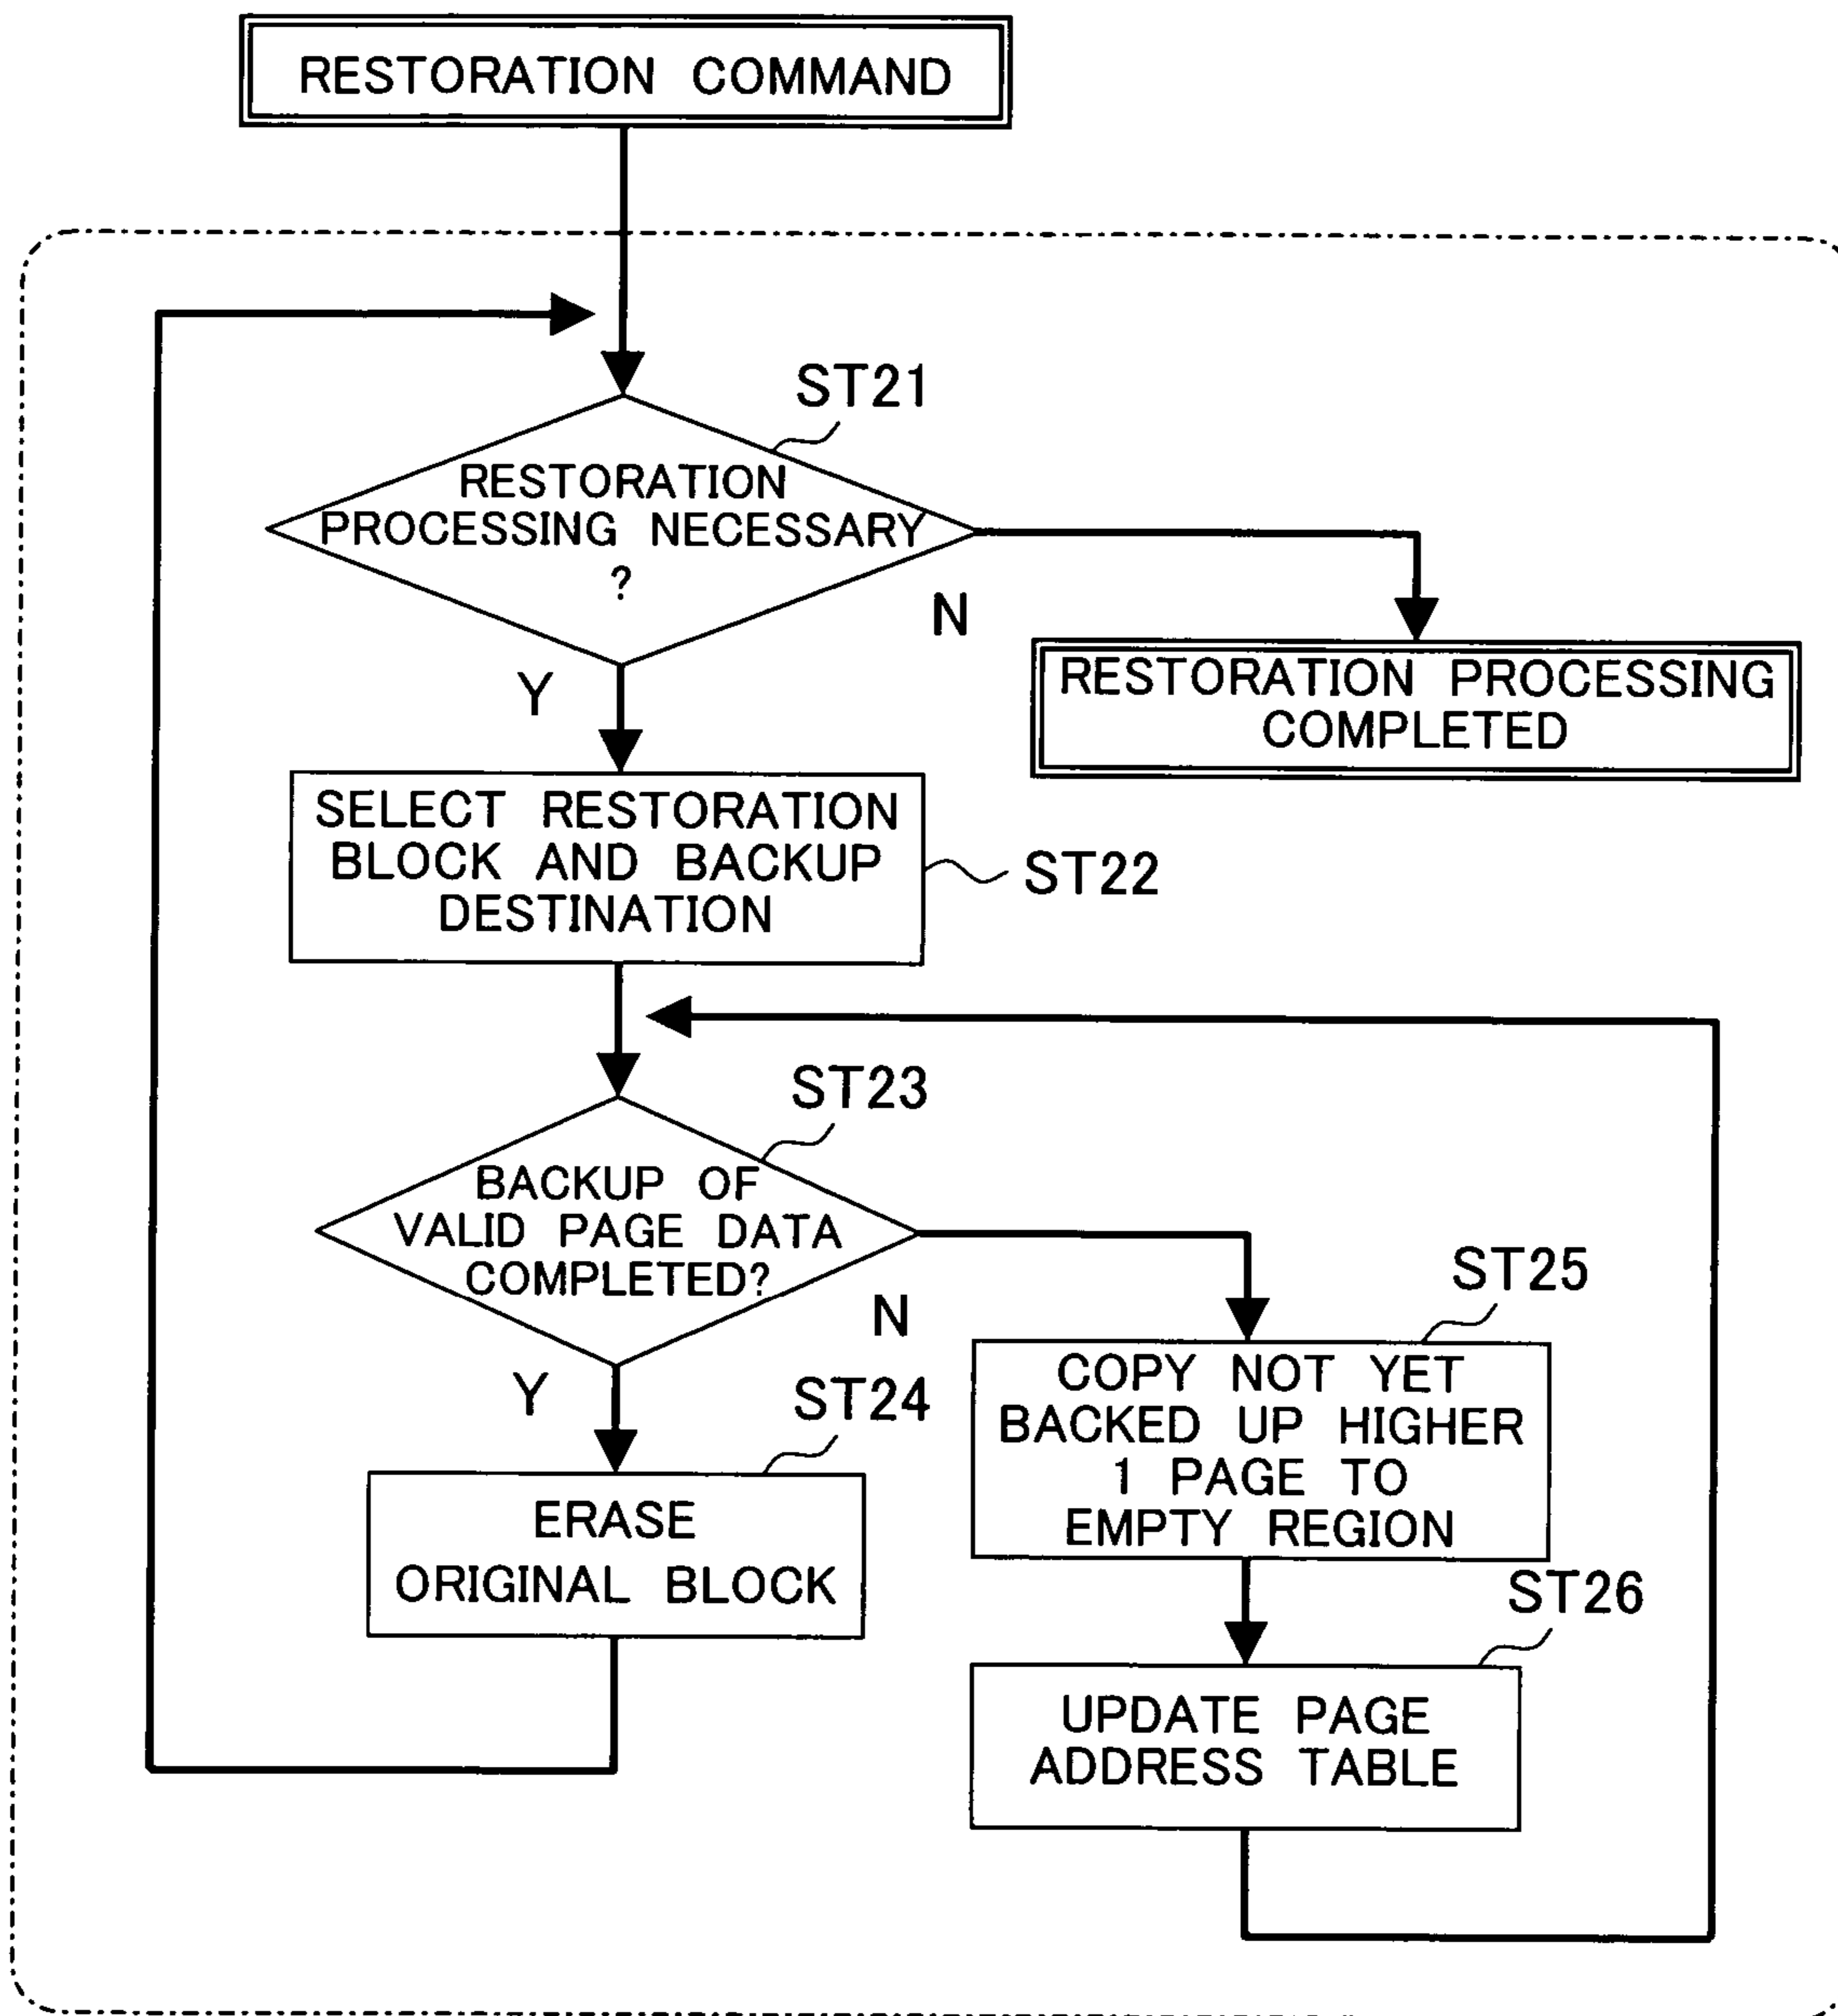 RESTORATION COMMAND
ST21
RESTORATION
PROCESSING NECESSARY
?
N
Y
RESTORATION PROCESSING
COMPLETED
SELECT RESTORATION
BLOCK AND BACKUP
DESTINATION
ST22
ST23
BACKUP OF
VALID PAGE DATA
COMPLETED?
N
Y
ST24
ERASE
ORIGINAL BLOCK
ST25
COPY NOT YET
BACKED UP HIGHER
1 PAGE TO
EMPTY REGION
ST26
UPDATE PAGE
ADDRESS TABLE